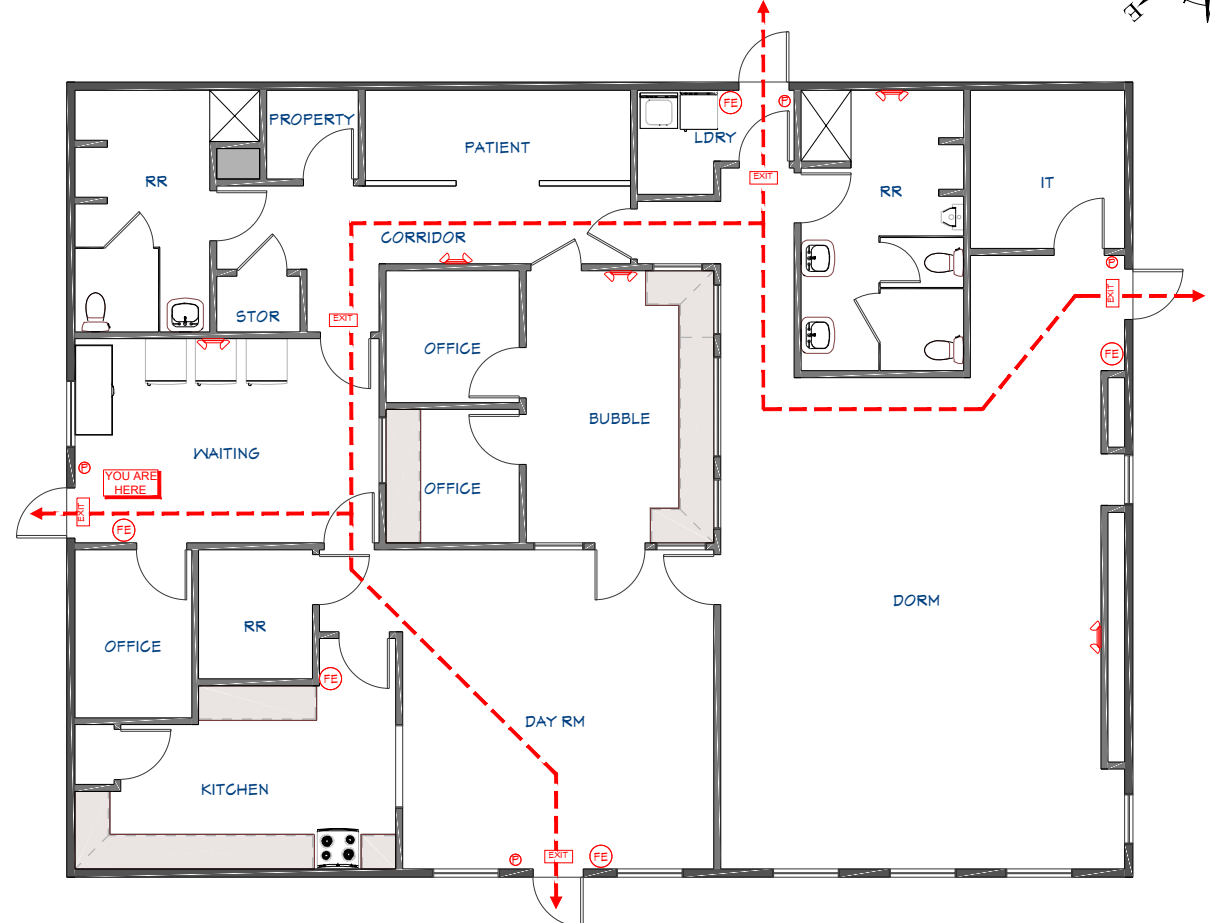 E
PROPERTY
PATIENT
FE
P
LDRY
RR
EXIT
RR
IT
CORRIDOR
P
EXIT
STOR
EXIT
OFFICE
FE
BUBBLE
WAITING
P
YOU ARE
HERE
OFFICE
EXIT
FE
DORM
RR
OFFICE
FE
DAY RM
KITCHEN
P
EXIT
FE